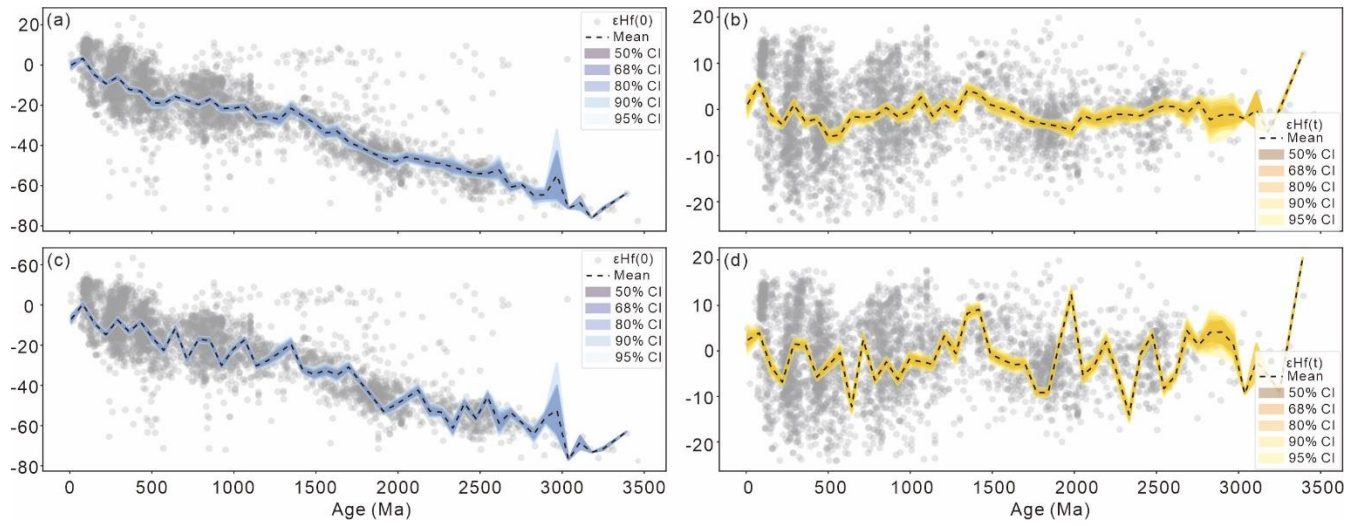 (a)
εHf(0)
Mean
50% CI
68% CI
80% CI
90% CI
95% CI
20
0
-20
-40
-60
-80
(b)
εHf(t)
Mean
50% CI
68% CI
80% CI
90% CI
95% CI
20
10
0
-10
-20
(c)
εHf(0)
Mean
50% CI
68% CI
80% CI
90% CI
95% CI
-60
0
-20
-40
-60
-80
0 500 1000 1500 2000 2500 3000 3500
Age (Ma)
(d)
εHf(t)
Mean
50% CI
68% CI
80% CI
90% CI
95% CI
20
10
0
-10
-20
0 500 1000 1500 2000 2500 3000 3500
Age (Ma)